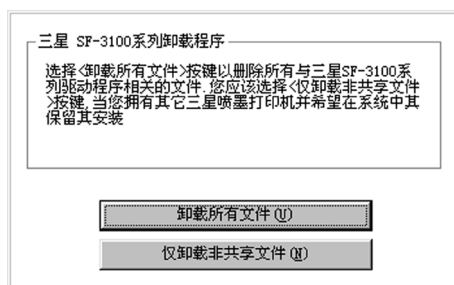 三星 SF-3100系列卸载程序
选择<卸载所有文件>按键以删除所有与三星SF-3100系
列驱动程序相关的文件.您应该选择<仅卸载非共享文件
>按键,当您拥有其它三星喷墨打印机并希望在系统中其
保留其安装
卸载所有文件(U)
仅卸载非共享文件(N)